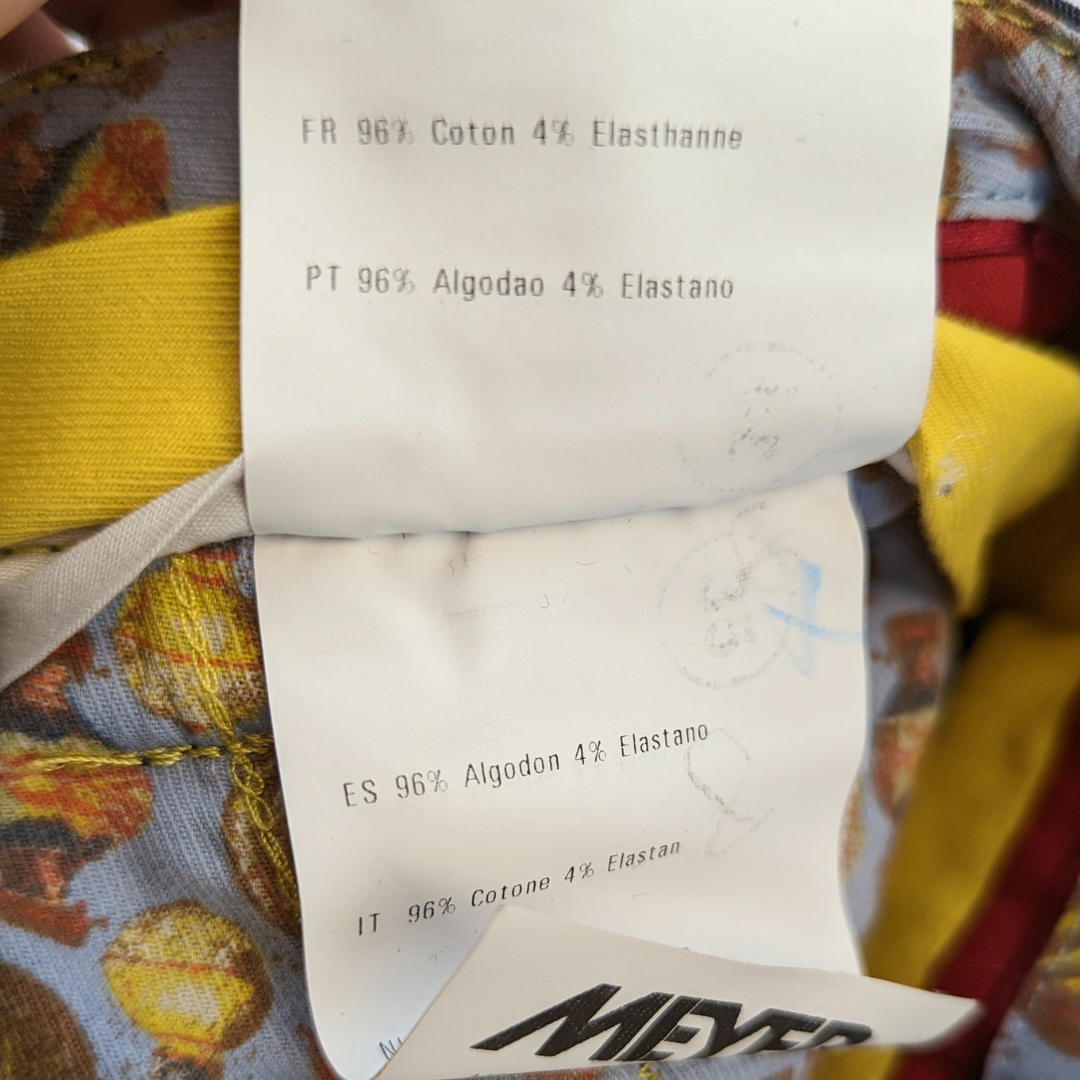 FR 96% Coton 4% Elasthanne
PT 96% Algodao 4% Elastano
ES 96% Algodon 4% Elastano
IT 96% Cotone 4% Elastan
MEYER